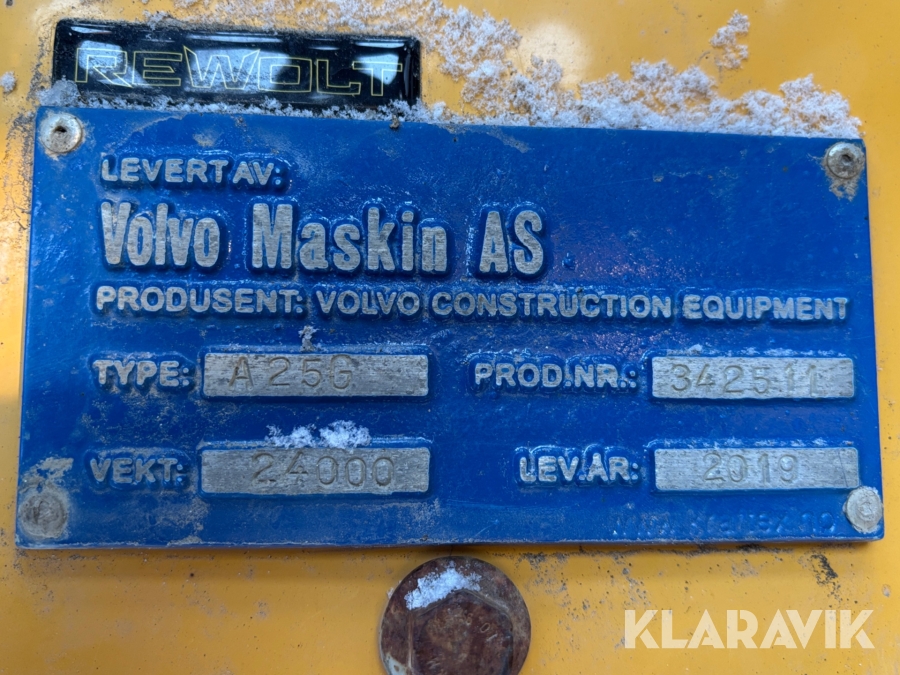 REWOLT
LEVERT AV:
Volvo Maskin AS
PRODUSENT: VOLVO CONSTRUCTION EQUIPMENT
TYPE: A25G PROD.NR.: 342511
VEKT: 24000 LEV.ÅR: 2019
KLARAVIK